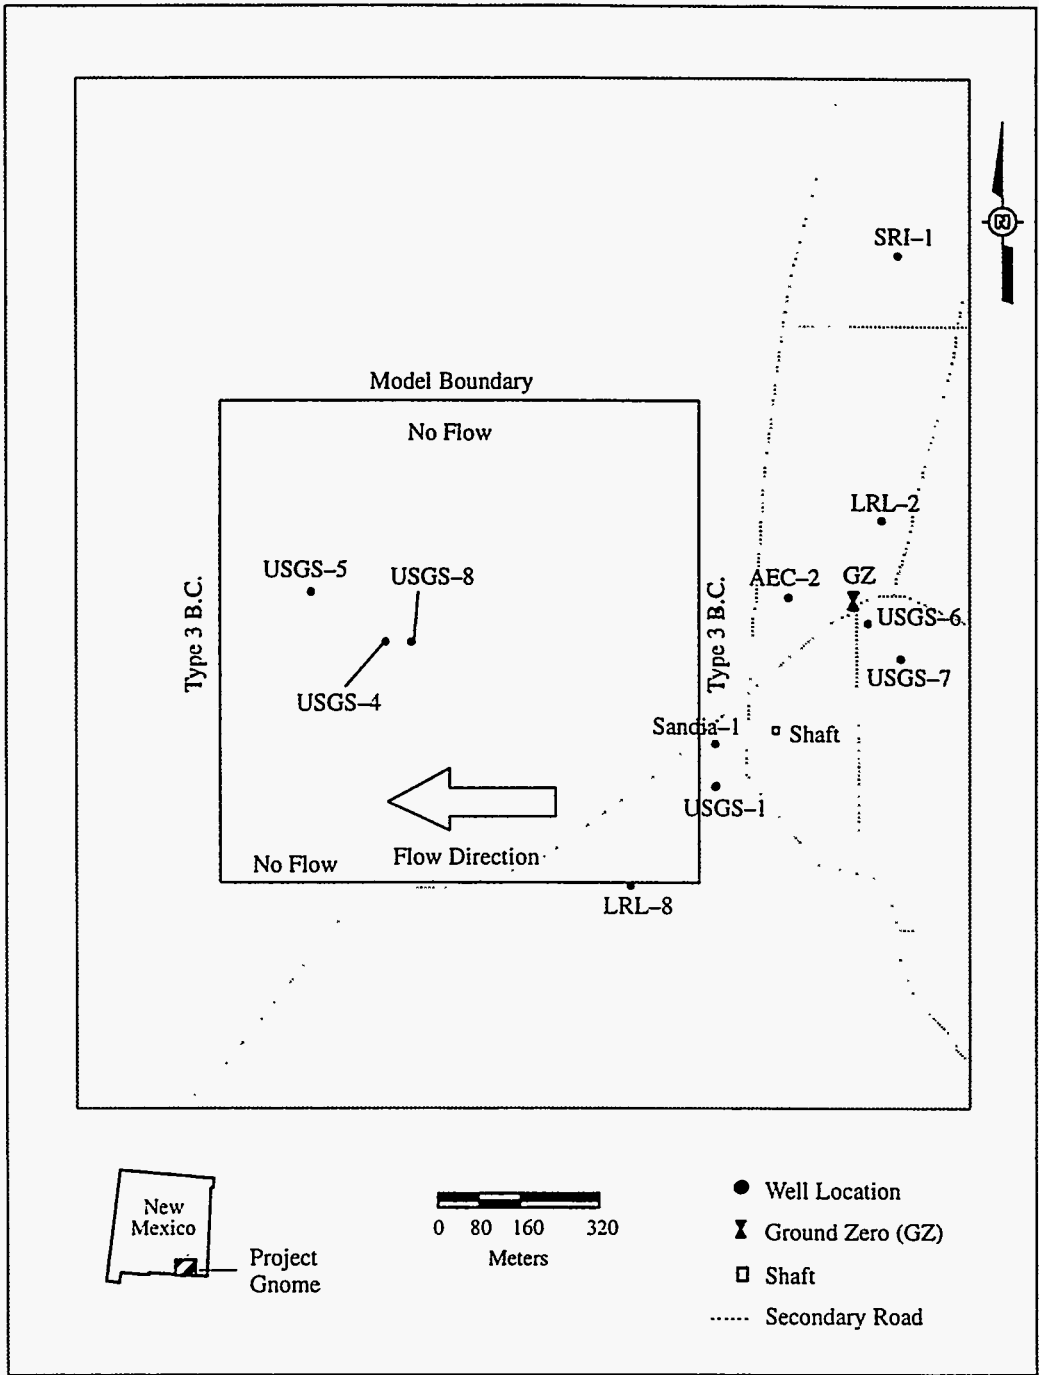 SRI–1
N
Model Boundary
No Flow
LRL–2
USGS–5
USGS–8
AEC–2
GZ
USGS–6
Type 3 B.C.
Type 3 B.C.
USGS–7
USGS–4
Sandia–1
Shaft
USGS–1
Flow Direction
No Flow
LRL–8
New
Mexico
Project
Gnome
0 80 160 320
Meters
Well Location
Ground Zero (GZ)
Shaft
Secondary Road